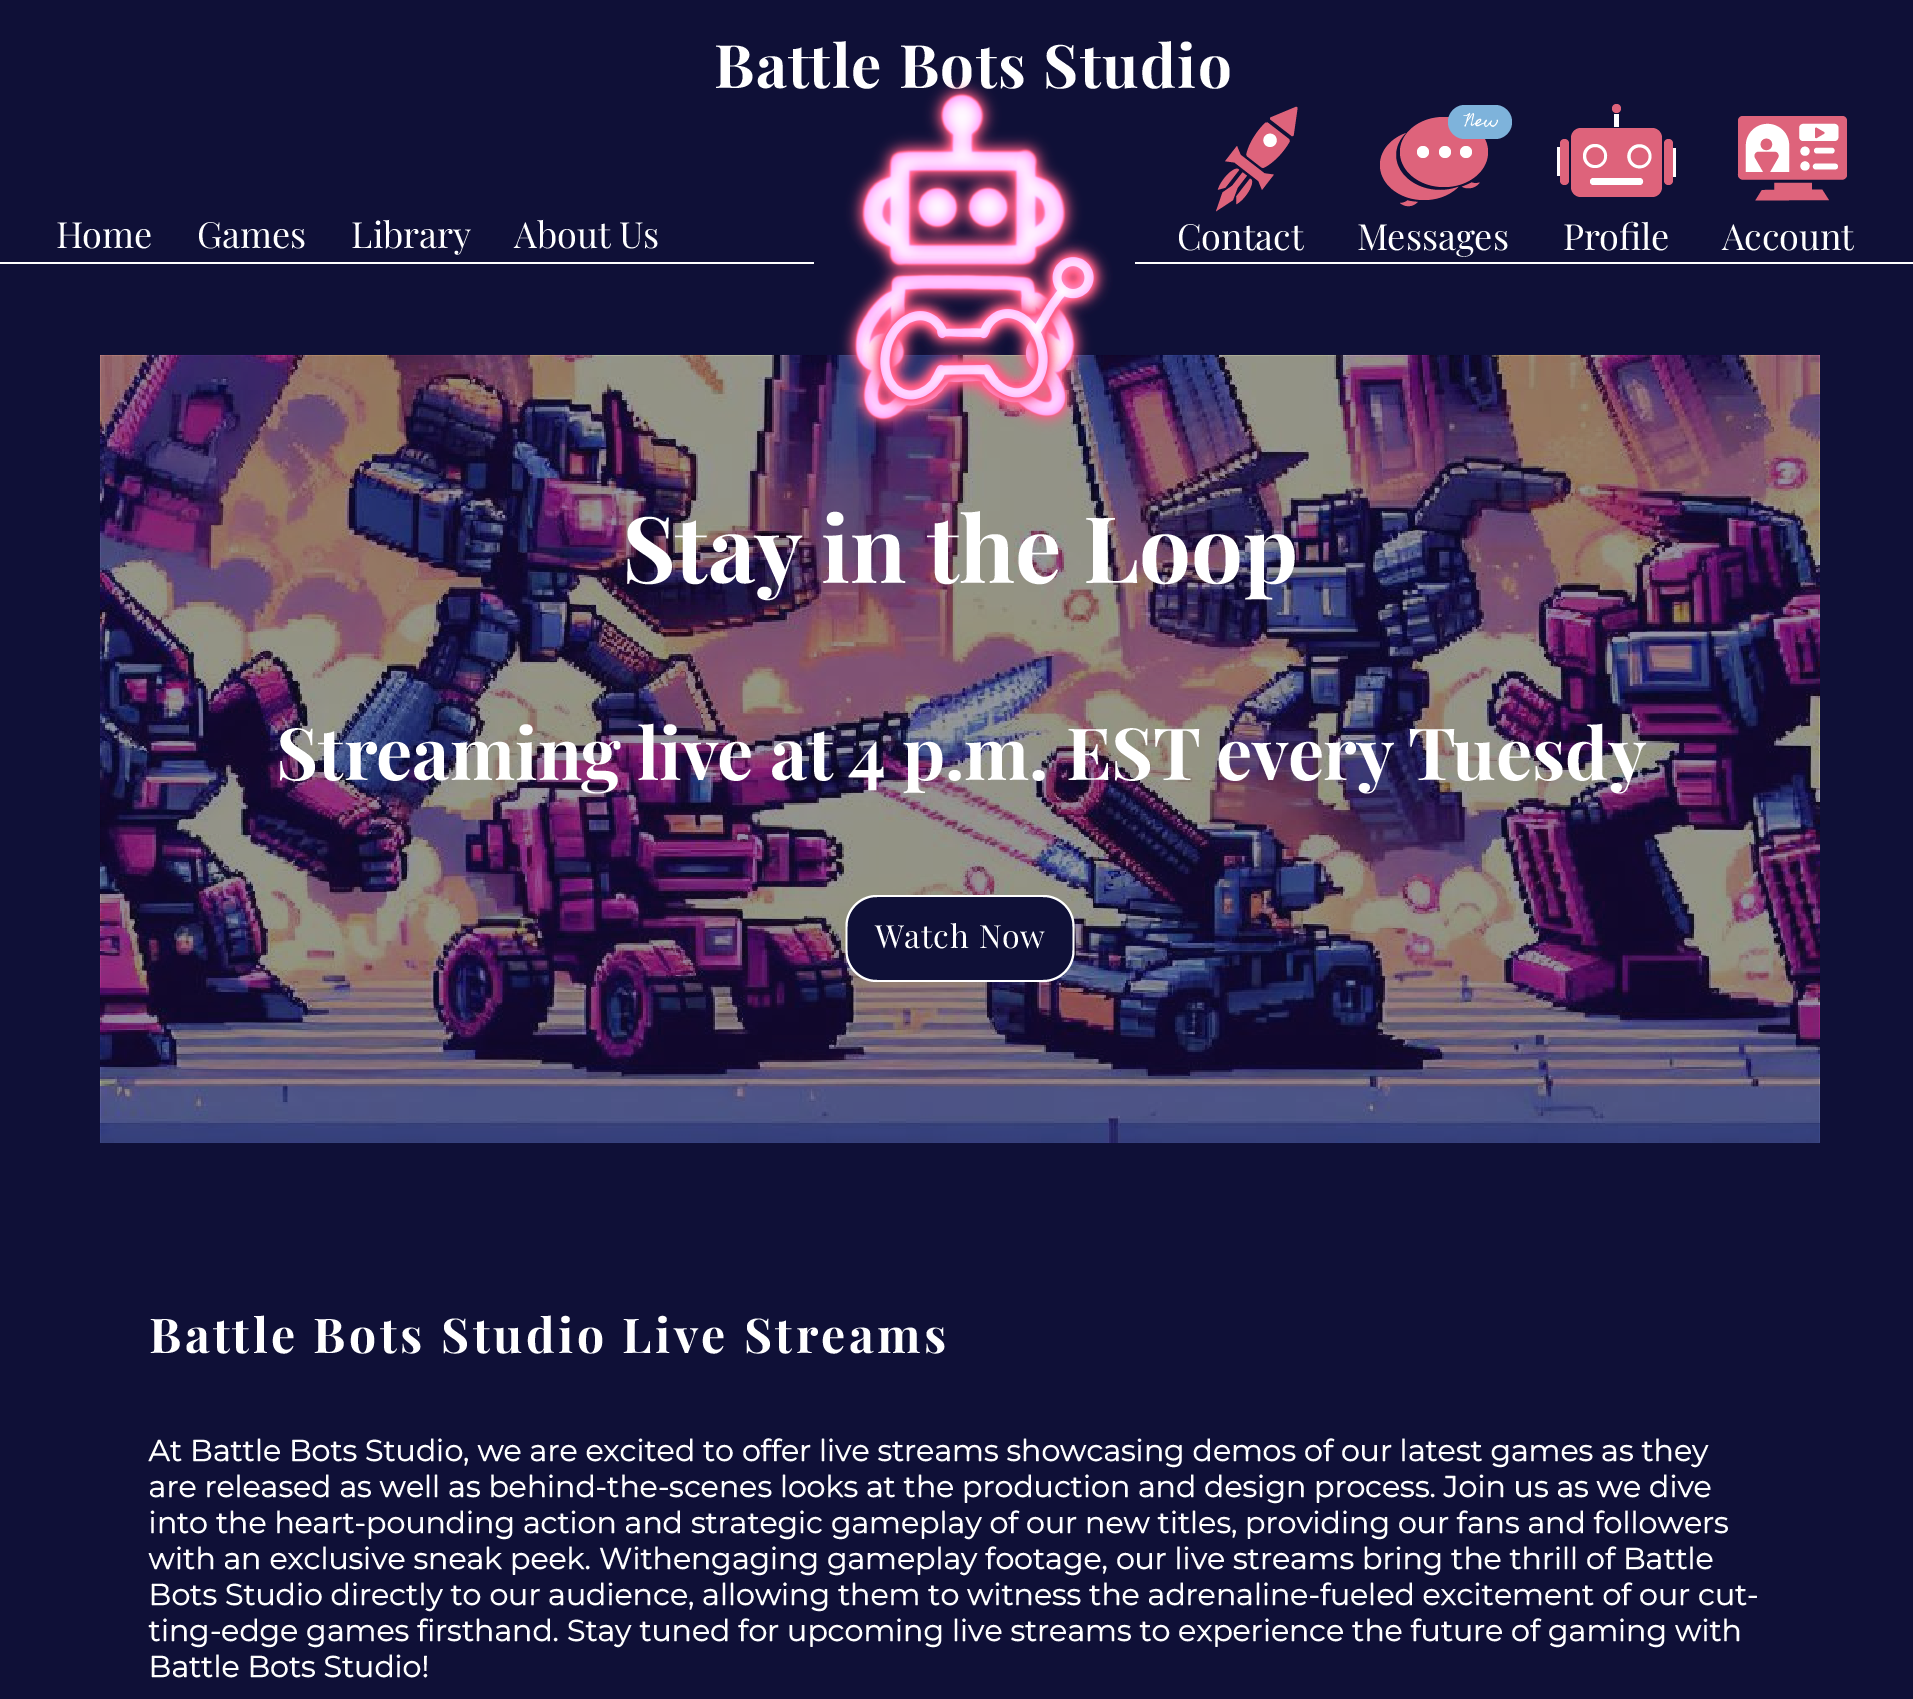 Battle Bots Studio
New
Home Games Library About Us Contact Messages Profile Account
Stay in the Loop
Streaming live at 4 p.m. EST every Tuesdy
Watch Now
Battle Bots Studio Live Streams
At Battle Bots Studio, we are excited to offer live streams showcasing demos of our latest games as they
are released as well as behind-the-scenes looks at the production and design process. Join us as we dive
into the heart-pounding action and strategic gameplay of our new titles, providing our fans and followers
with an exclusive sneak peek. Withengaging gameplay footage, our live streams bring the thrill of Battle
Bots Studio directly to our audience, allowing them to witness the adrenaline-fueled excitement of our cut-
ting-edge games firsthand. Stay tuned for upcoming live streams to experience the future of gaming with
Battle Bots Studio!